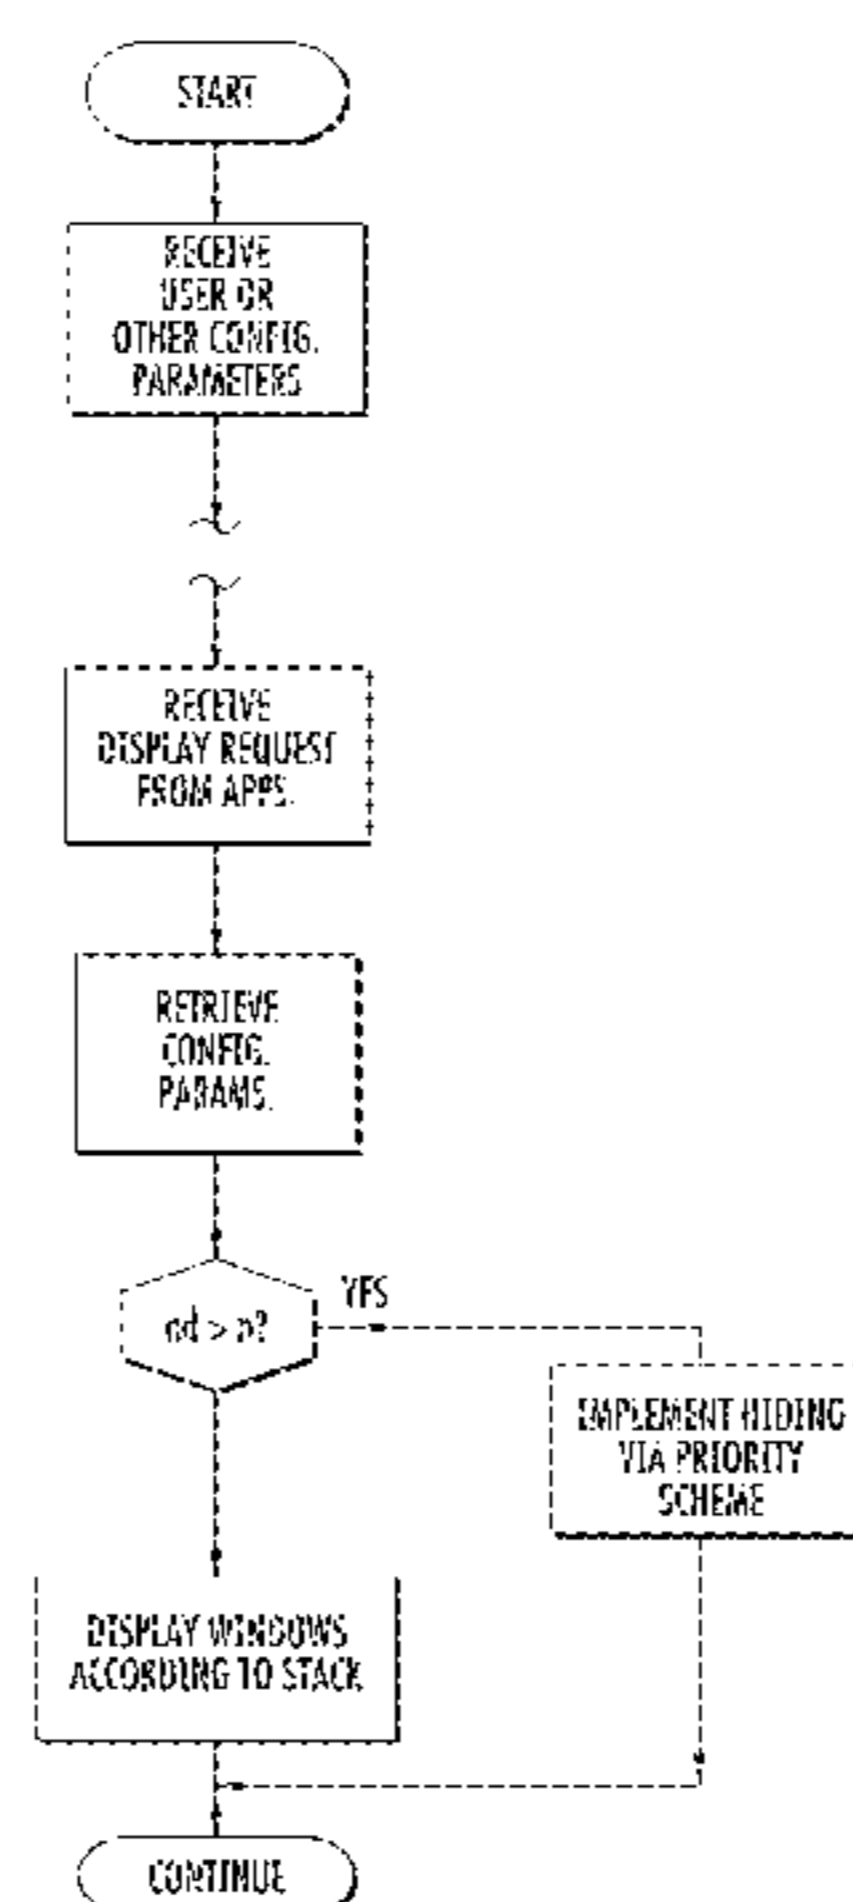 START
RECEIVE
USER OR
OTHER CONFIG.
PARAMETERS
RECEIVE
DISPLAY REQUEST
FROM APPS.
RETRIEVE
CONFIG.
PARAMS.
nd > n?
YES
IMPLEMENT HIDING
VIA PRIORITY
SCHEME
DISPLAY WINDOWS
ACCORDING TO STACK
CONTINUE